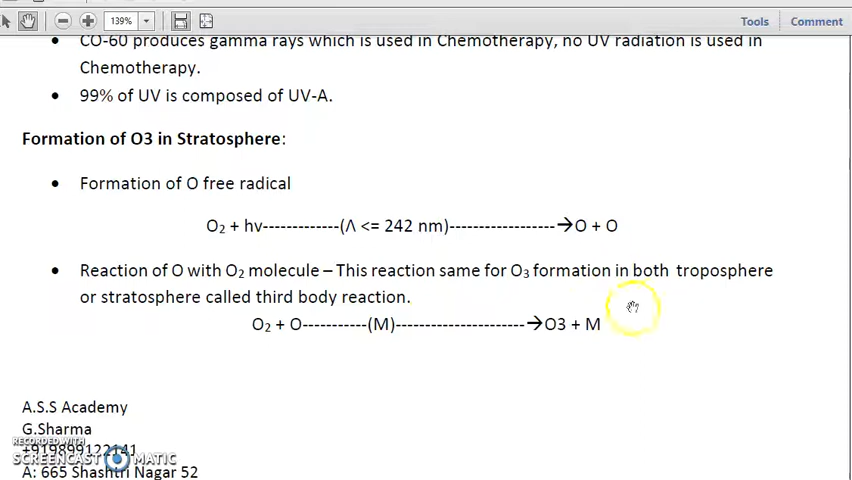 139%
Tools
Comment
CO-60 produces gamma rays which is used in Chemotherapy, no UV radiation is used in
Chemotherapy.
99% of UV is composed of UV-A.
Formation of O3 in Stratosphere:
Formation of O free radical
O₂ + hv-------------(Λ <= 242 nm)------------------→O + O
Reaction of O with O₂ molecule – This reaction same for O₃ formation in both troposphere
or stratosphere called third body reaction.
O₂ + O-----------(M)----------------------→O3 + M
A.S.S Academy
G.Sharma
+919899122141
A: 665 Shashtri Nagar 52
RECORDED WITH
SCREENCAST MATIC